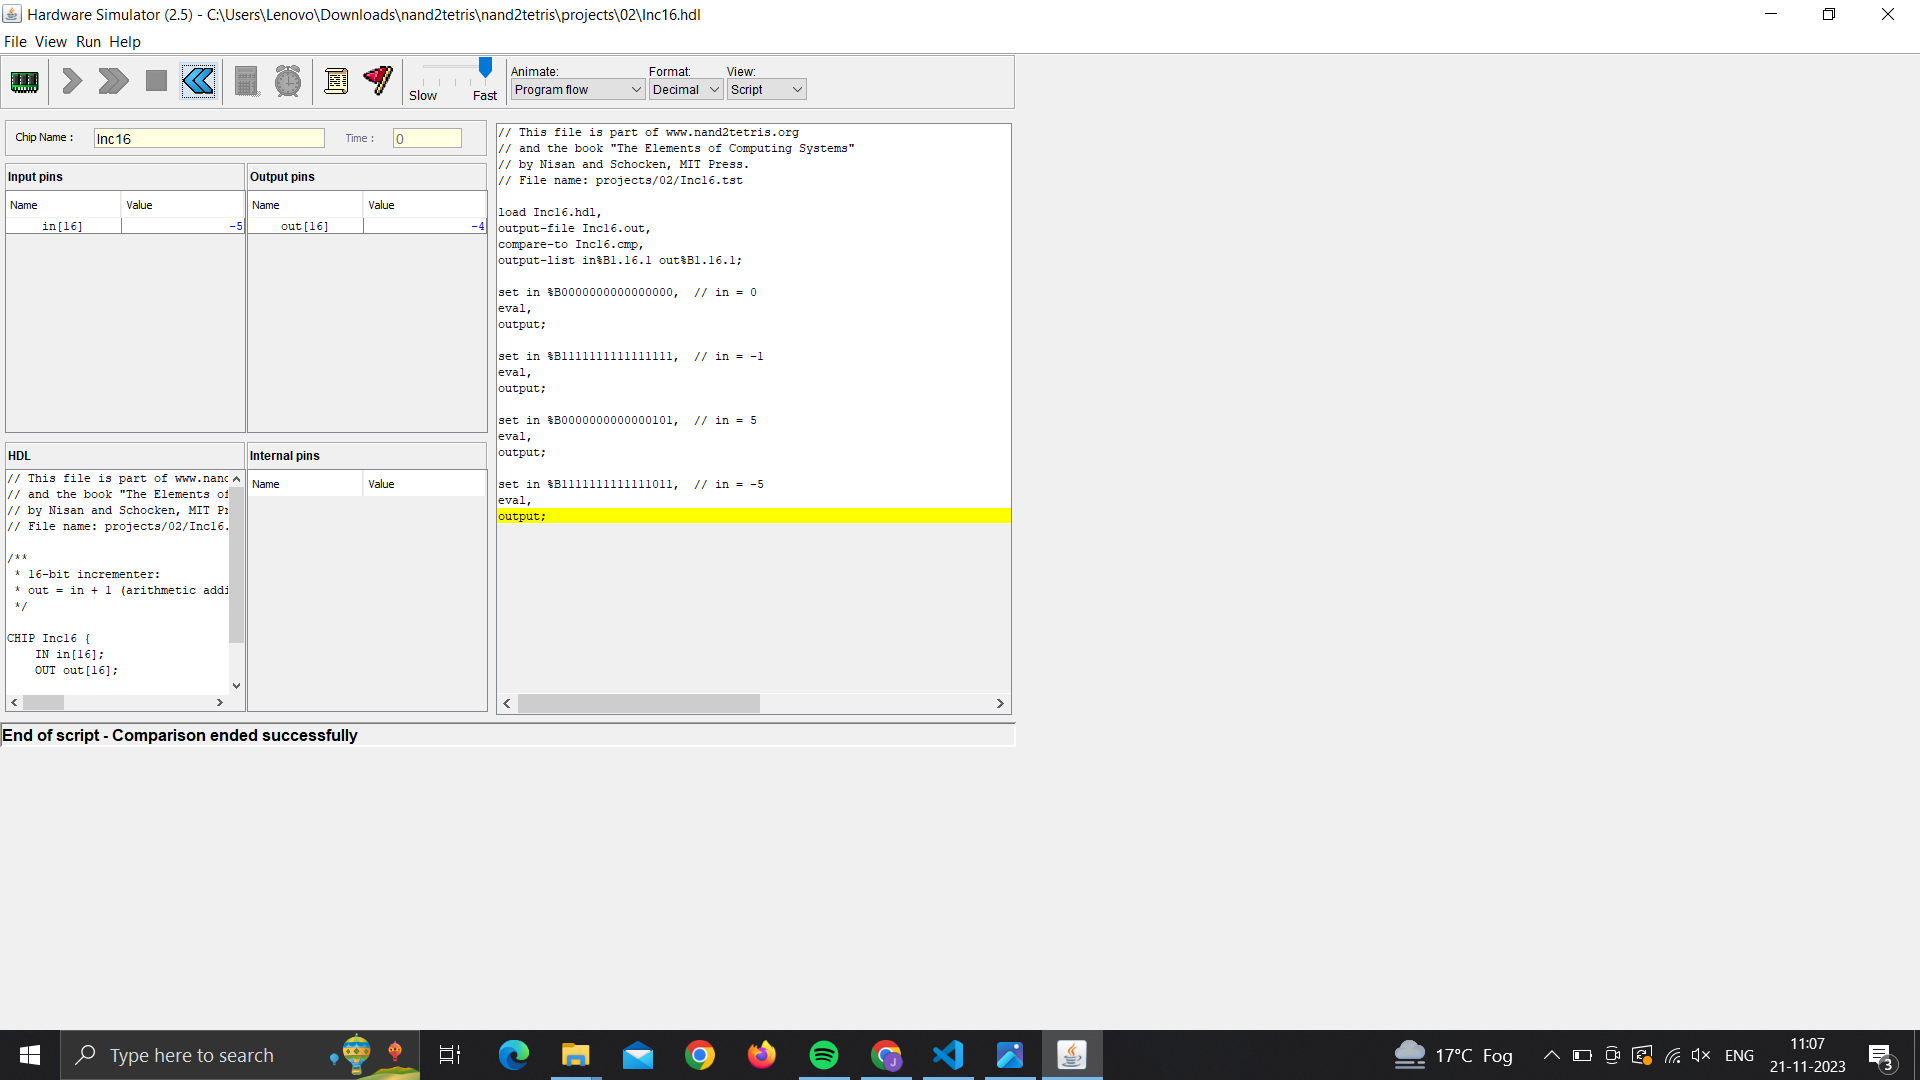 Hardware Simulator (2.5) - C:\Users\Lenovo\Downloads\nand2tetris\nand2tetris\projects\02\Inc16.hdl
File View Run Help
Slow Fast
Animate: Format: View:
Program flow Decimal Script
Chip Name : Inc16 Time : 0
Input pins
Name Value
in[16] -5
Output pins
Name Value
out[16] -4
HDL
// This file is part of www.nand
// and the book "The Elements of
// by Nisan and Schocken, MIT Pr
// File name: projects/02/Inc16.
/**
* 16-bit incrementer:
* out = in + 1 (arithmetic addi
*/
CHIP Inc16 {
IN in[16];
OUT out[16];
Internal pins
Name Value
// This file is part of www.nand2tetris.org
// and the book "The Elements of Computing Systems"
// by Nisan and Schocken, MIT Press.
// File name: projects/02/Inc16.tst
load Inc16.hdl,
output-file Inc16.out,
compare-to Inc16.cmp,
output-list in%B1.16.1 out%B1.16.1;
set in %B0000000000000000, // in = 0
eval,
output;
set in %B1111111111111111, // in = -1
eval,
output;
set in %B0000000000000101, // in = 5
eval,
output;
set in %B1111111111111011, // in = -5
eval,
output;
End of script - Comparison ended successfully
Type here to search
J
17°C Fog
ENG
11:07
21-11-2023
3